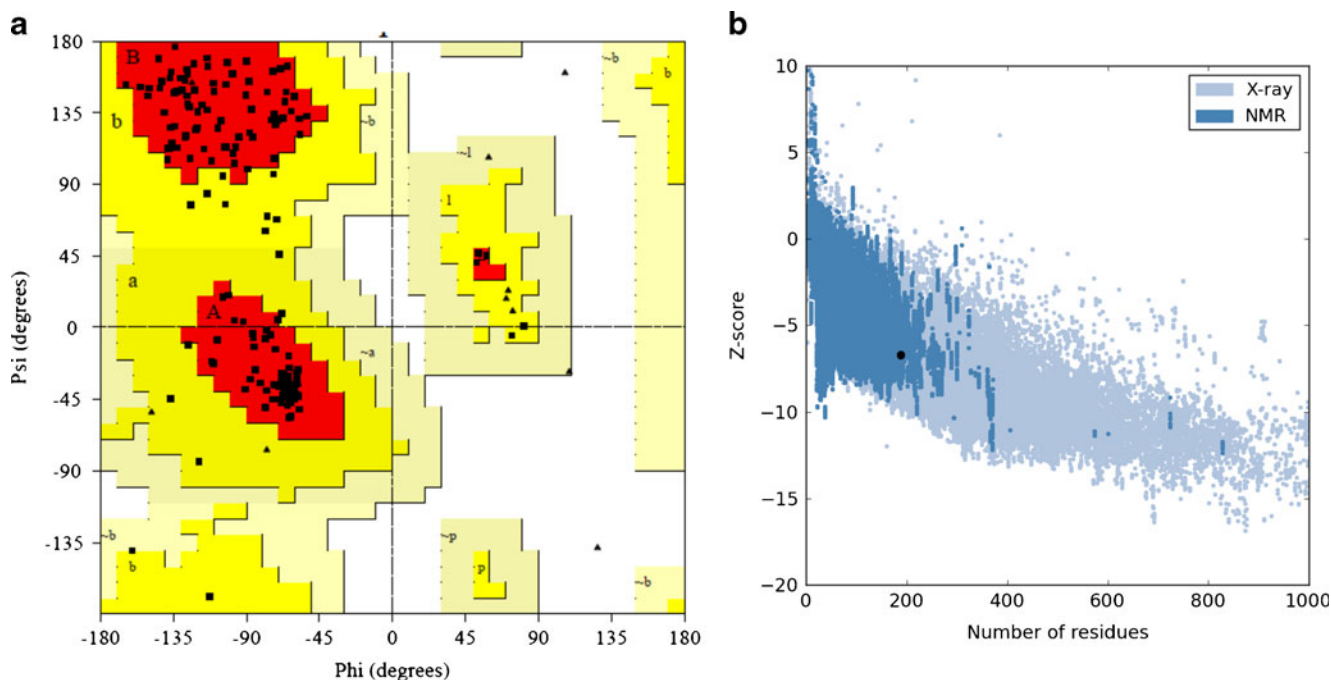 a
180
135
90
45
0
-45
-90
-135
Psi (degrees)
-180
-135
-90
-45
0
45
90
135
180
Phi (degrees)
B
b
~b
a
A
~a
~l
l
~b
b
~b
b
~p
p
~b
b
10
5
0
−5
−10
−15
−20
Z-score
0
200
400
600
800
1000
Number of residues
X-ray
NMR